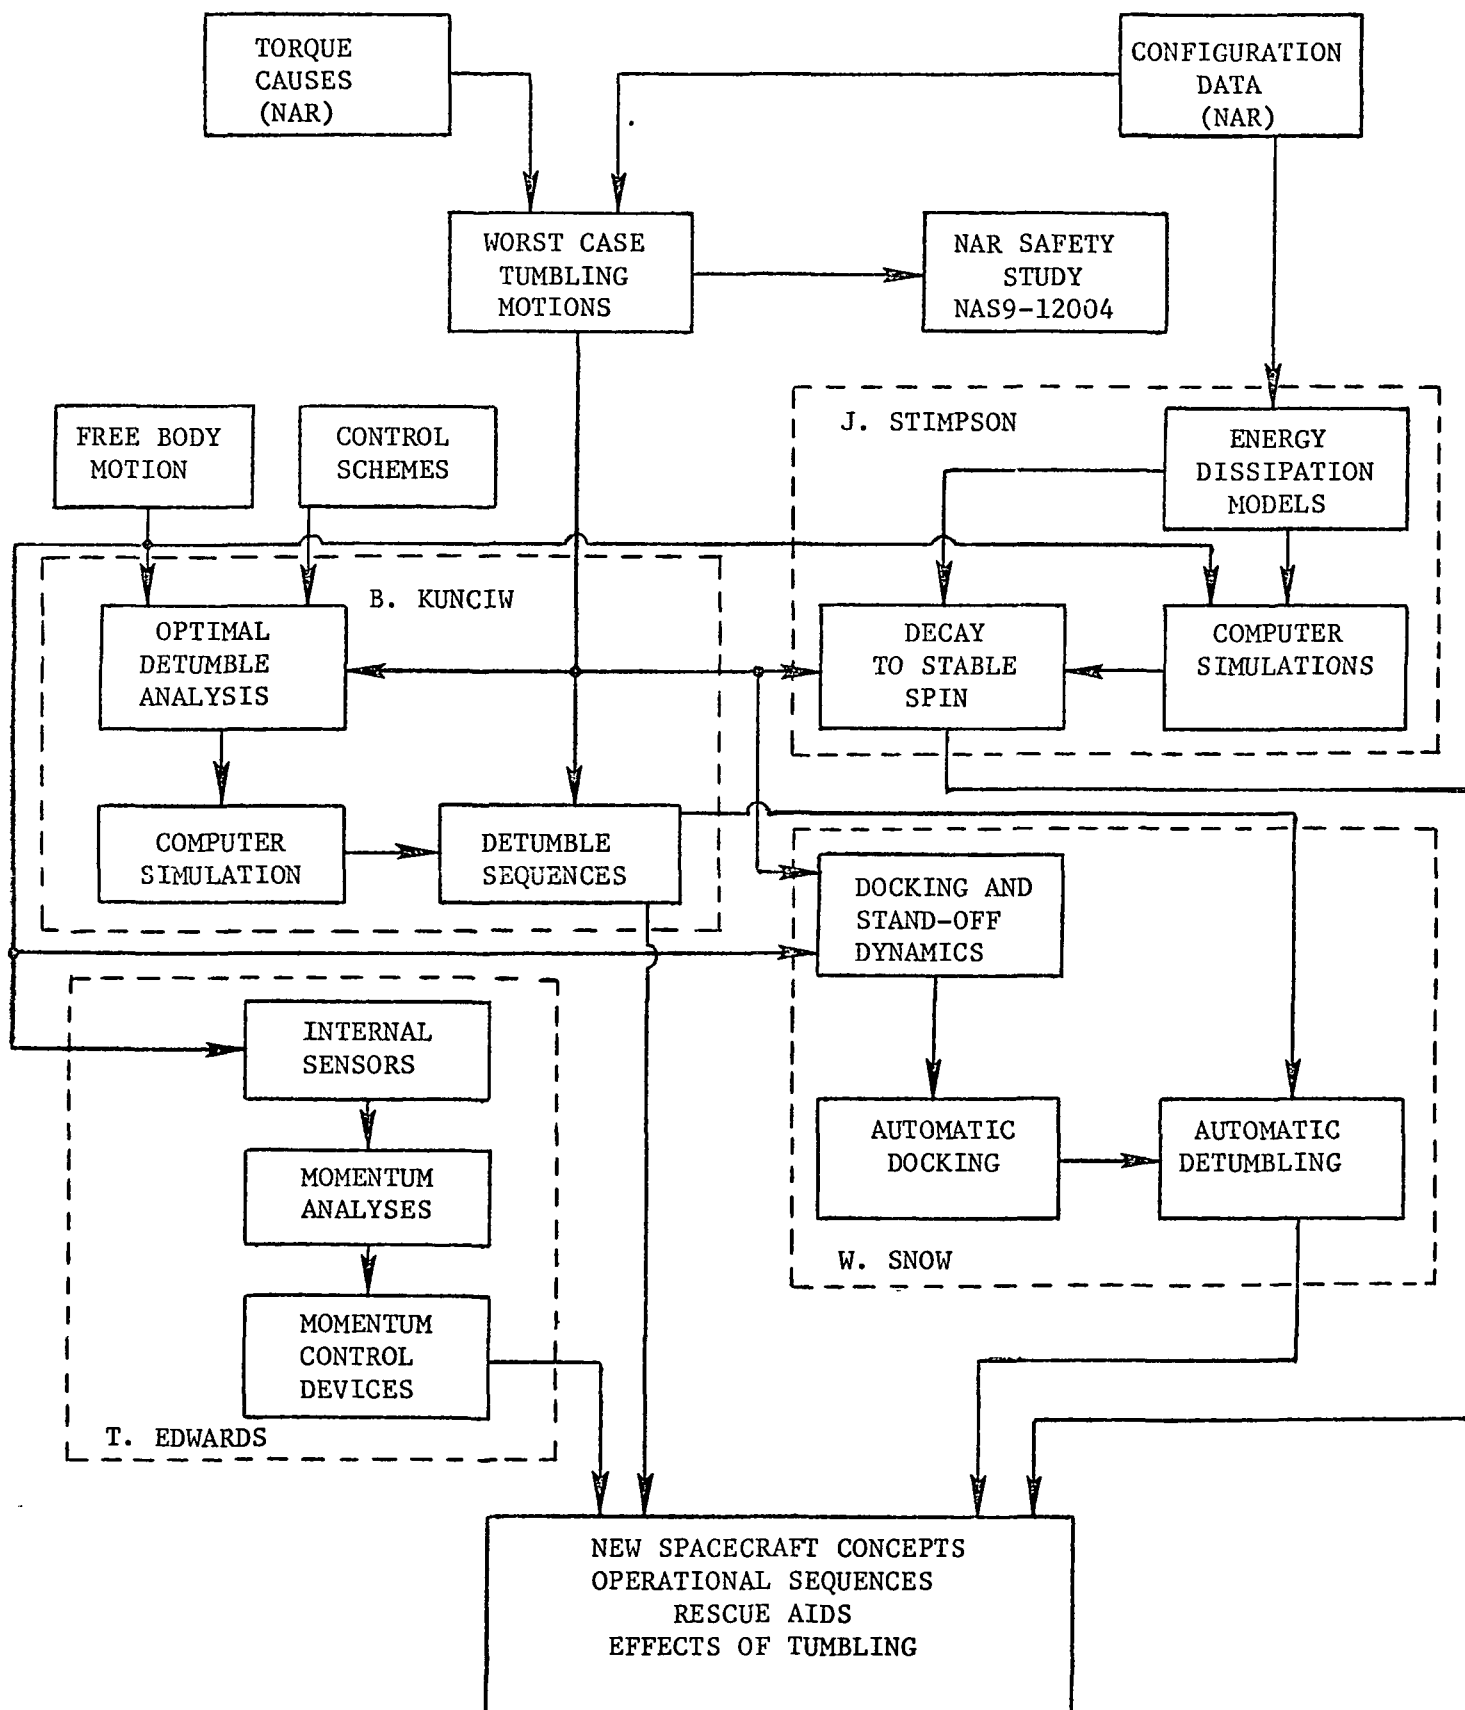 TORQUE
CAUSES
(NAR)
CONFIGURATION
DATA
(NAR)
WORST CASE
TUMBLING
MOTIONS
NAR SAFETY
STUDY
NAS9-12004
FREE BODY
MOTION
CONTROL
SCHEMES
J. STIMPSON
ENERGY
DISSIPATION
MODELS
B. KUNCIW
OPTIMAL
DETUMBLE
ANALYSIS
DECAY
TO STABLE
SPIN
COMPUTER
SIMULATIONS
COMPUTER
SIMULATION
DETUMBLE
SEQUENCES
DOCKING AND
STAND-OFF
DYNAMICS
INTERNAL
SENSORS
MOMENTUM
ANALYSES
MOMENTUM
CONTROL
DEVICES
T. EDWARDS
AUTOMATIC
DOCKING
AUTOMATIC
DETUMBLING
W. SNOW
NEW SPACECRAFT CONCEPTS
OPERATIONAL SEQUENCES
RESCUE AIDS
EFFECTS OF TUMBLING